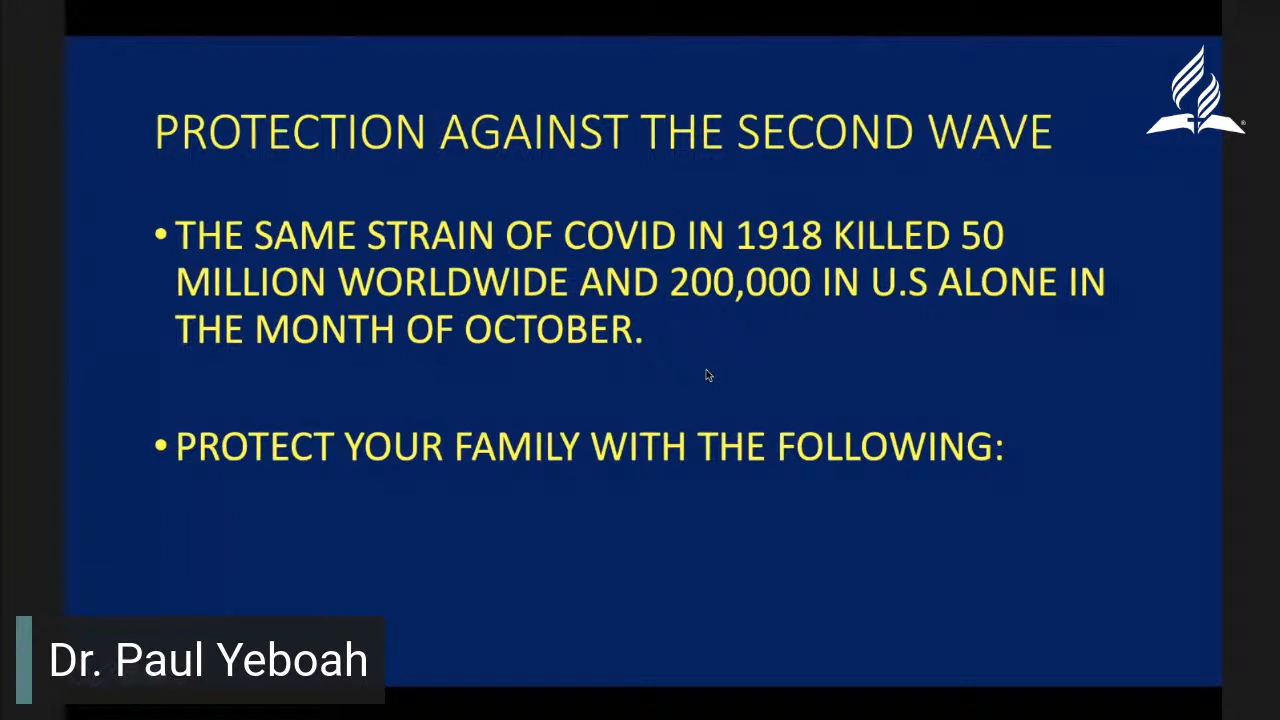 PROTECTION AGAINST THE SECOND WAVE
• THE SAME STRAIN OF COVID IN 1918 KILLED 50
MILLION WORLDWIDE AND 200,000 IN U.S ALONE IN
THE MONTH OF OCTOBER.
• PROTECT YOUR FAMILY WITH THE FOLLOWING:
Dr. Paul Yeboah